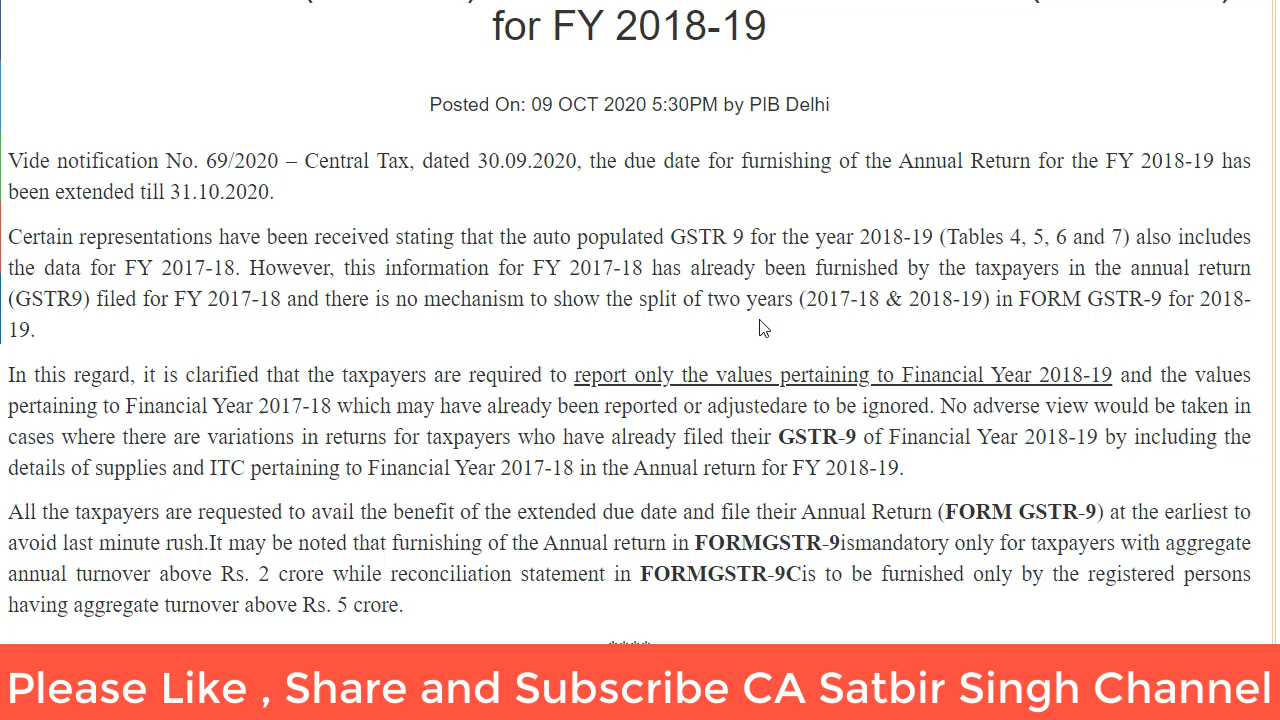 for FY 2018-19
Posted On: 09 OCT 2020 5:30PM by PIB Delhi
Vide notification No. 69/2020 – Central Tax, dated 30.09.2020, the due date for furnishing of the Annual Return for the FY 2018-19 has
been extended till 31.10.2020.
Certain representations have been received stating that the auto populated GSTR 9 for the year 2018-19 (Tables 4, 5, 6 and 7) also includes
the data for FY 2017-18. However, this information for FY 2017-18 has already been furnished by the taxpayers in the annual return
(GSTR9) filed for FY 2017-18 and there is no mechanism to show the split of two years (2017-18 & 2018-19) in FORM GSTR-9 for 2018-
19.
In this regard, it is clarified that the taxpayers are required to report only the values pertaining to Financial Year 2018-19 and the values
pertaining to Financial Year 2017-18 which may have already been reported or adjustedare to be ignored. No adverse view would be taken in
cases where there are variations in returns for taxpayers who have already filed their GSTR-9 of Financial Year 2018-19 by including the
details of supplies and ITC pertaining to Financial Year 2017-18 in the Annual return for FY 2018-19.
All the taxpayers are requested to avail the benefit of the extended due date and file their Annual Return (FORM GSTR-9) at the earliest to
avoid last minute rush.It may be noted that furnishing of the Annual return in FORMGSTR-9ismandatory only for taxpayers with aggregate
annual turnover above Rs. 2 crore while reconciliation statement in FORMGSTR-9Cis to be furnished only by the registered persons
having aggregate turnover above Rs. 5 crore.
****
Please Like , Share and Subscribe CA Satbir Singh Channel